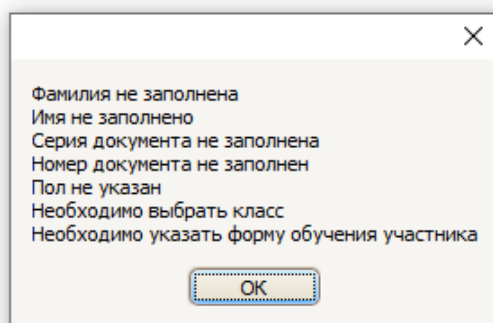 Фамилия не заполнена
Имя не заполнено
Серия документа не заполнена
Номер документа не заполнен
Пол не указан
Необходимо выбрать класс
Необходимо указать форму обучения участника
ОК